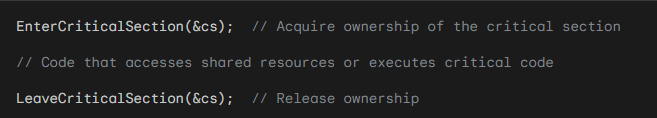 EnterCriticalSection(&cs);  // Acquire ownership of the critical section
// Code that accesses shared resources or executes critical code
LeaveCriticalSection(&cs);  // Release ownership